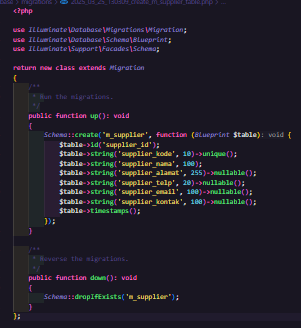 migrations
<?php
use Illuminate\Database\Migrations\Migration;
use Illuminate\Database\Schema\Blueprint;
use Illuminate\Support\Facades\Schema;
return new class extends Migration
{
/**
* Run the migrations.
*/
public function up(): void
{
Schema::create('m_supplier', function (Blueprint $table): void {
$table->id("supplier_id");
$table->string('supplier_kode', 10)->unique();
$table->string('supplier_nama', 100);
$table->string('supplier_alamat', 255)->nullable();
$table->string('supplier_telp', 20)->nullable();
$table->string('supplier_email', 100)->nullable();
$table->string('supplier_kontak', 100)->nullable();
$table->timestamps();
});
}
/**
* Reverse the migrations.
*/
public function down(): void
{
Schema::dropIfExists('m_supplier');
}
};